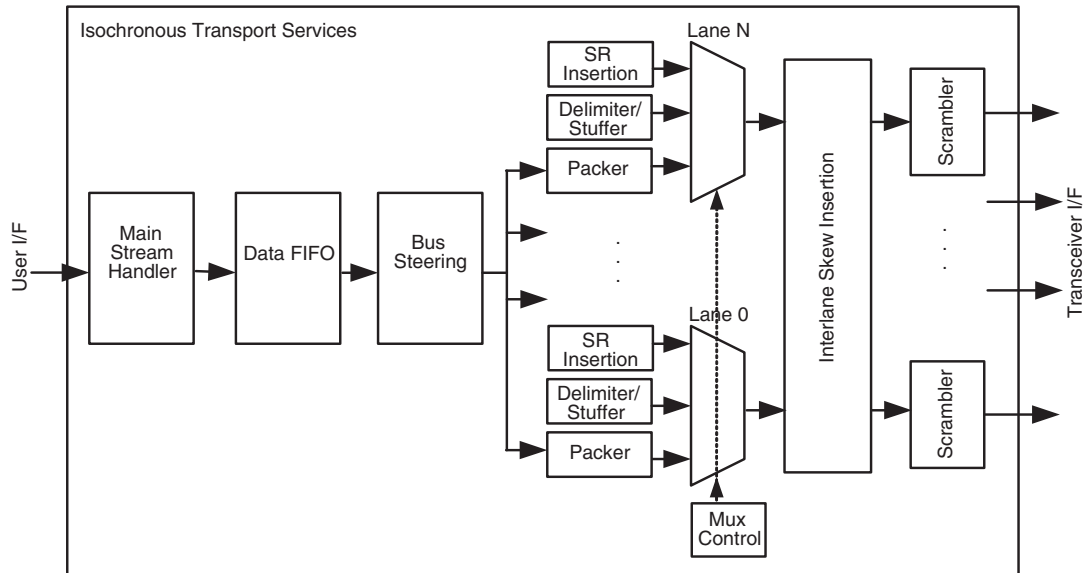 Isochronous Transport Services
Lane N
SR
Insertion
Delimiter/
Stuffer
Packer
Scrambler
User I/F
Main
Stream
Handler
Data FIFO
Bus
Steering
Interlane Skew Insertion
Transceiver I/F
Lane 0
SR
Insertion
Delimiter/
Stuffer
Packer
Scrambler
Mux
Control